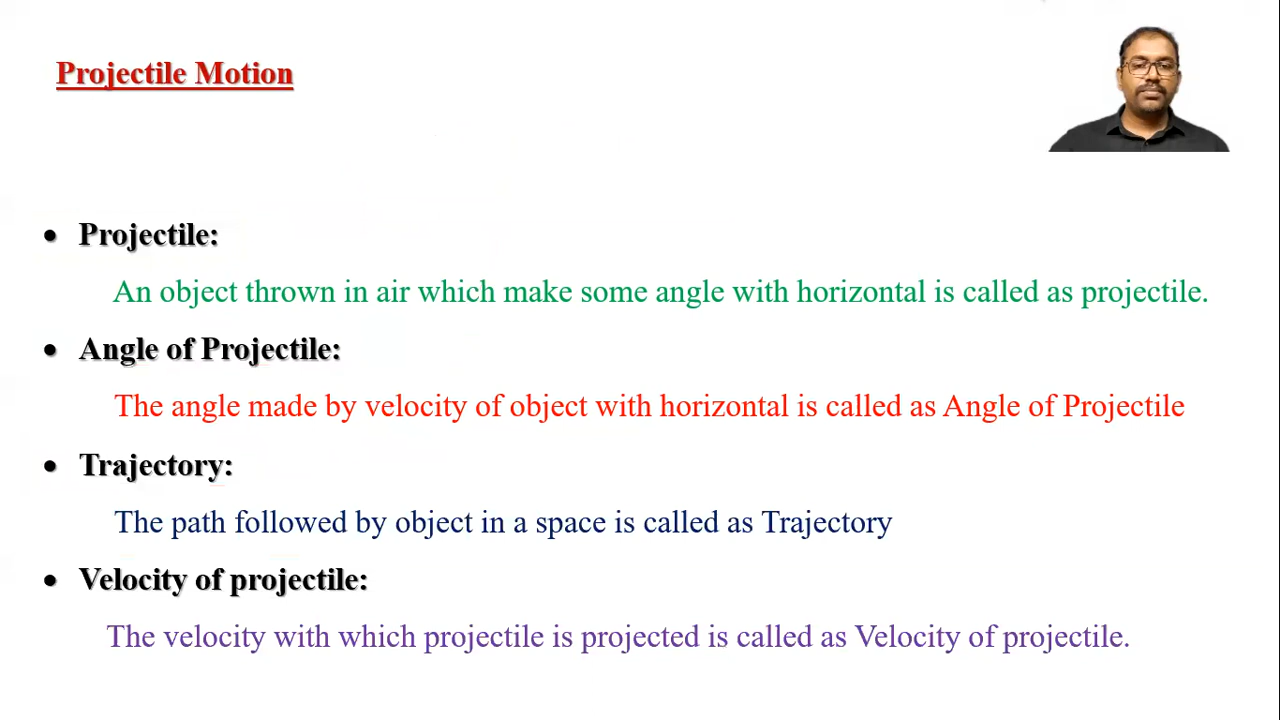 Projectile Motion
• Projectile:
An object thrown in air which make some angle with horizontal is called as projectile.
• Angle of Projectile:
The angle made by velocity of object with horizontal is called as Angle of Projectile
• Trajectory:
The path followed by object in a space is called as Trajectory
• Velocity of projectile:
The velocity with which projectile is projected is called as Velocity of projectile.